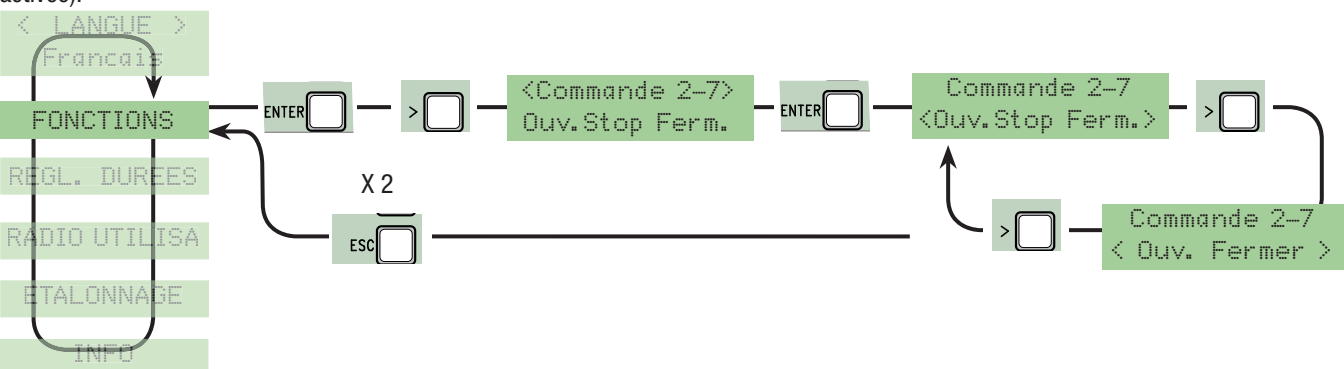 < LANGUE >
Francais
FONCTIONS
REGL. DUREES
RADIO UTILISA
ETALONNAGE
INFO
ENTER
>
<Commande 2–7>
Ouv.Stop Ferm.
ENTER
Commande 2–7
<Ouv.Stop Ferm.>
>
X 2
ESC
>
Commande 2–7
< Ouv. Fermer >